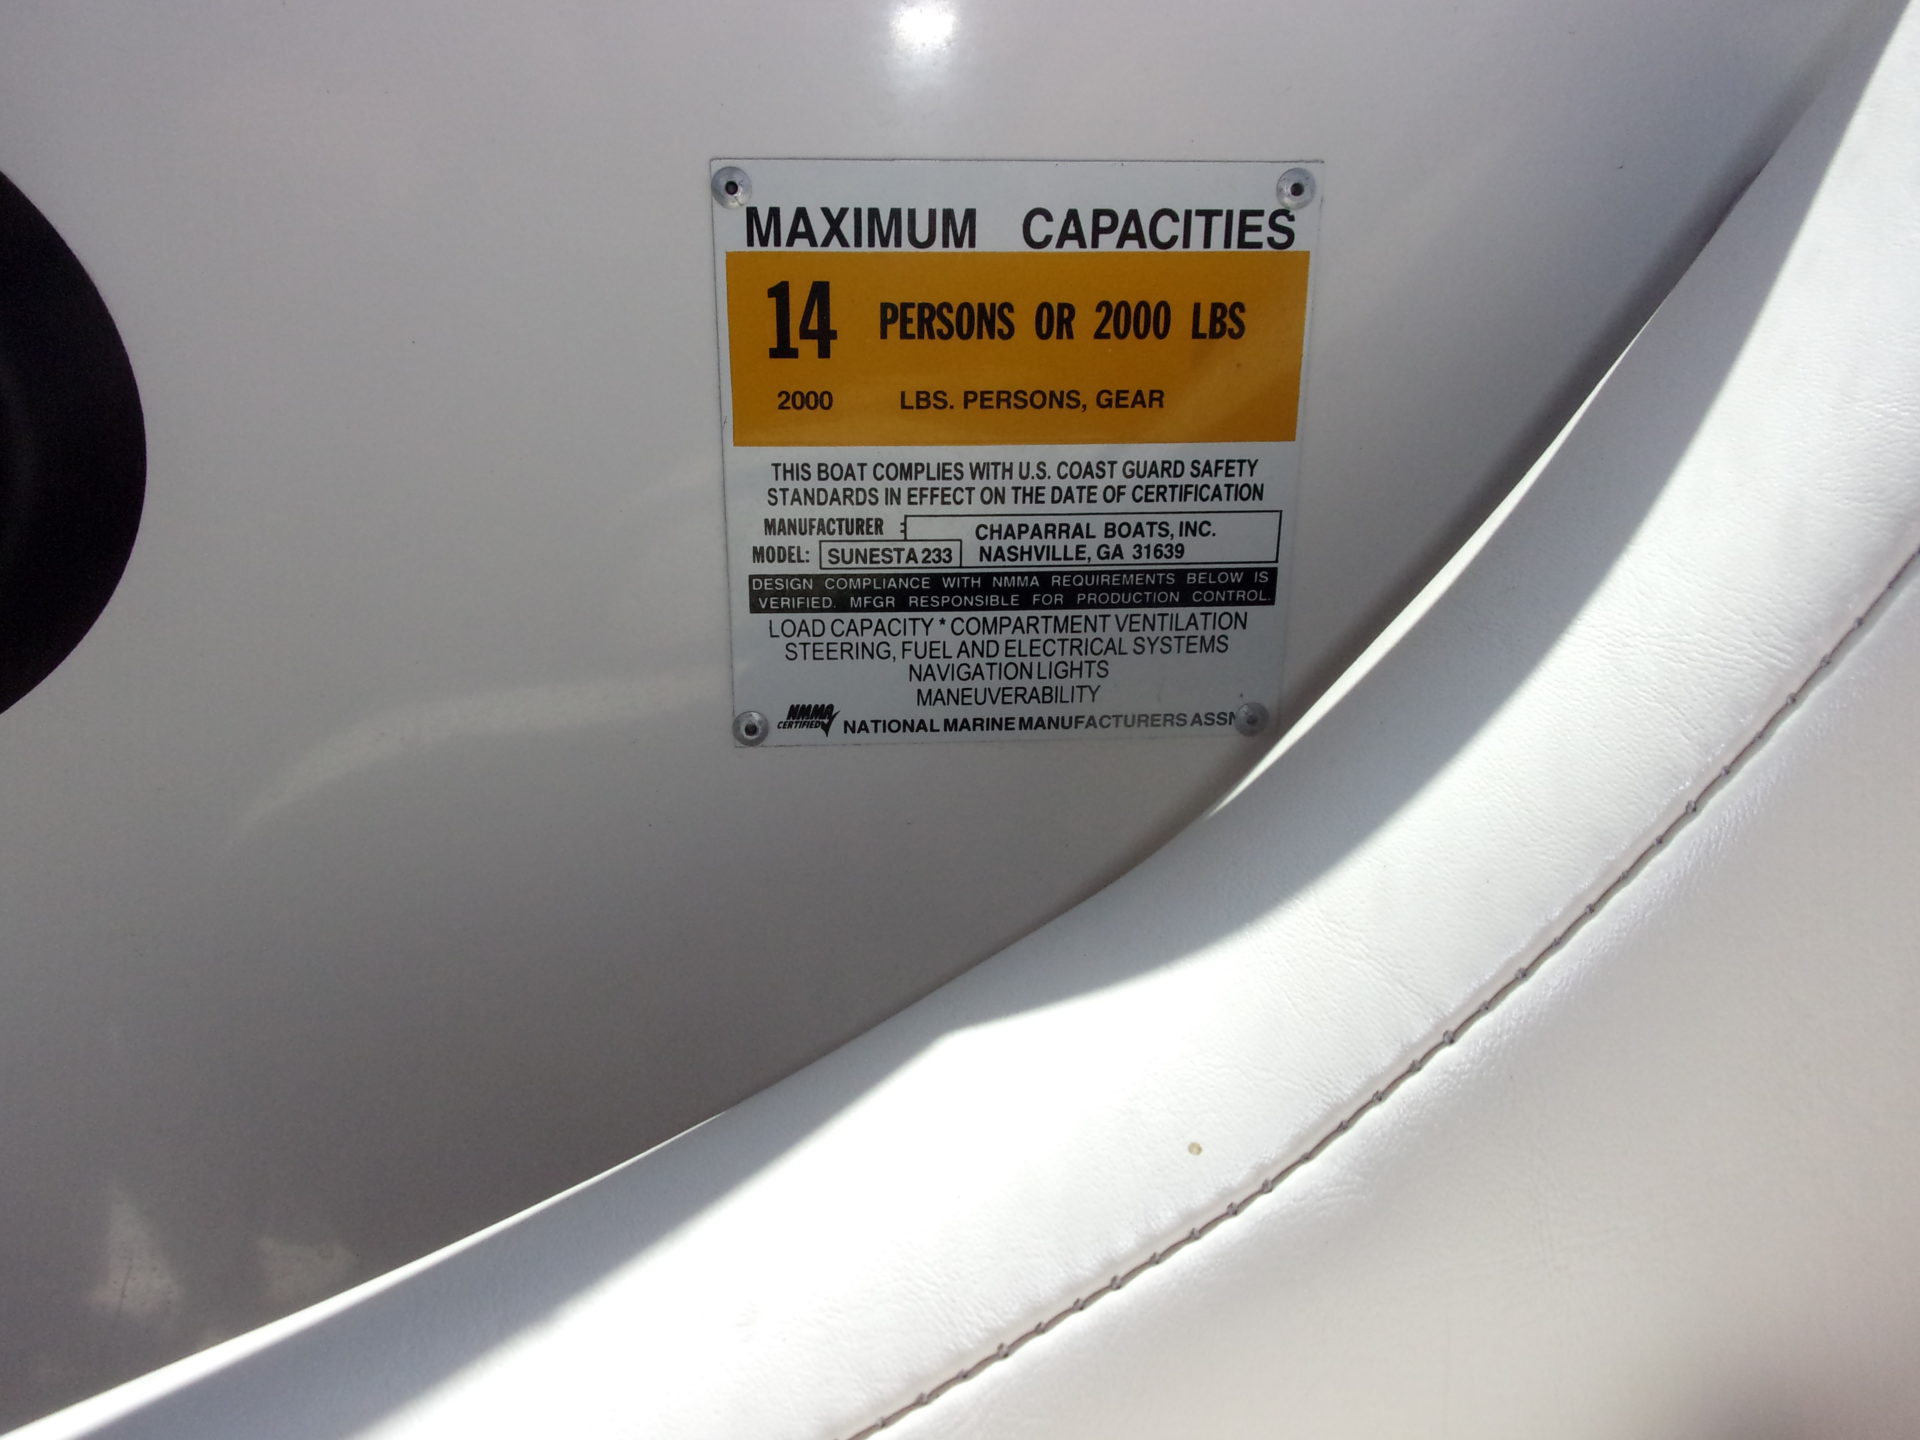 MAXIMUM CAPACITIES
14 PERSONS OR 2000 LBS
2000 LBS. PERSONS, GEAR
THIS BOAT COMPLIES WITH U.S. COAST GUARD SAFETY
STANDARDS IN EFFECT ON THE DATE OF CERTIFICATION
MANUFACTURER : CHAPARRAL BOATS, INC.
MODEL: SUNESTA 233 NASHVILLE, GA 31639
DESIGN COMPLIANCE WITH NMMA REQUIREMENTS BELOW IS
VERIFIED. MFGR RESPONSIBLE FOR PRODUCTION CONTROL.
LOAD CAPACITY * COMPARTMENT VENTILATION
STEERING, FUEL AND ELECTRICAL SYSTEMS
NAVIGATION LIGHTS
MANEUVERABILITY
NMMA
CERTIFIED NATIONAL MARINE MANUFACTURERS ASSN